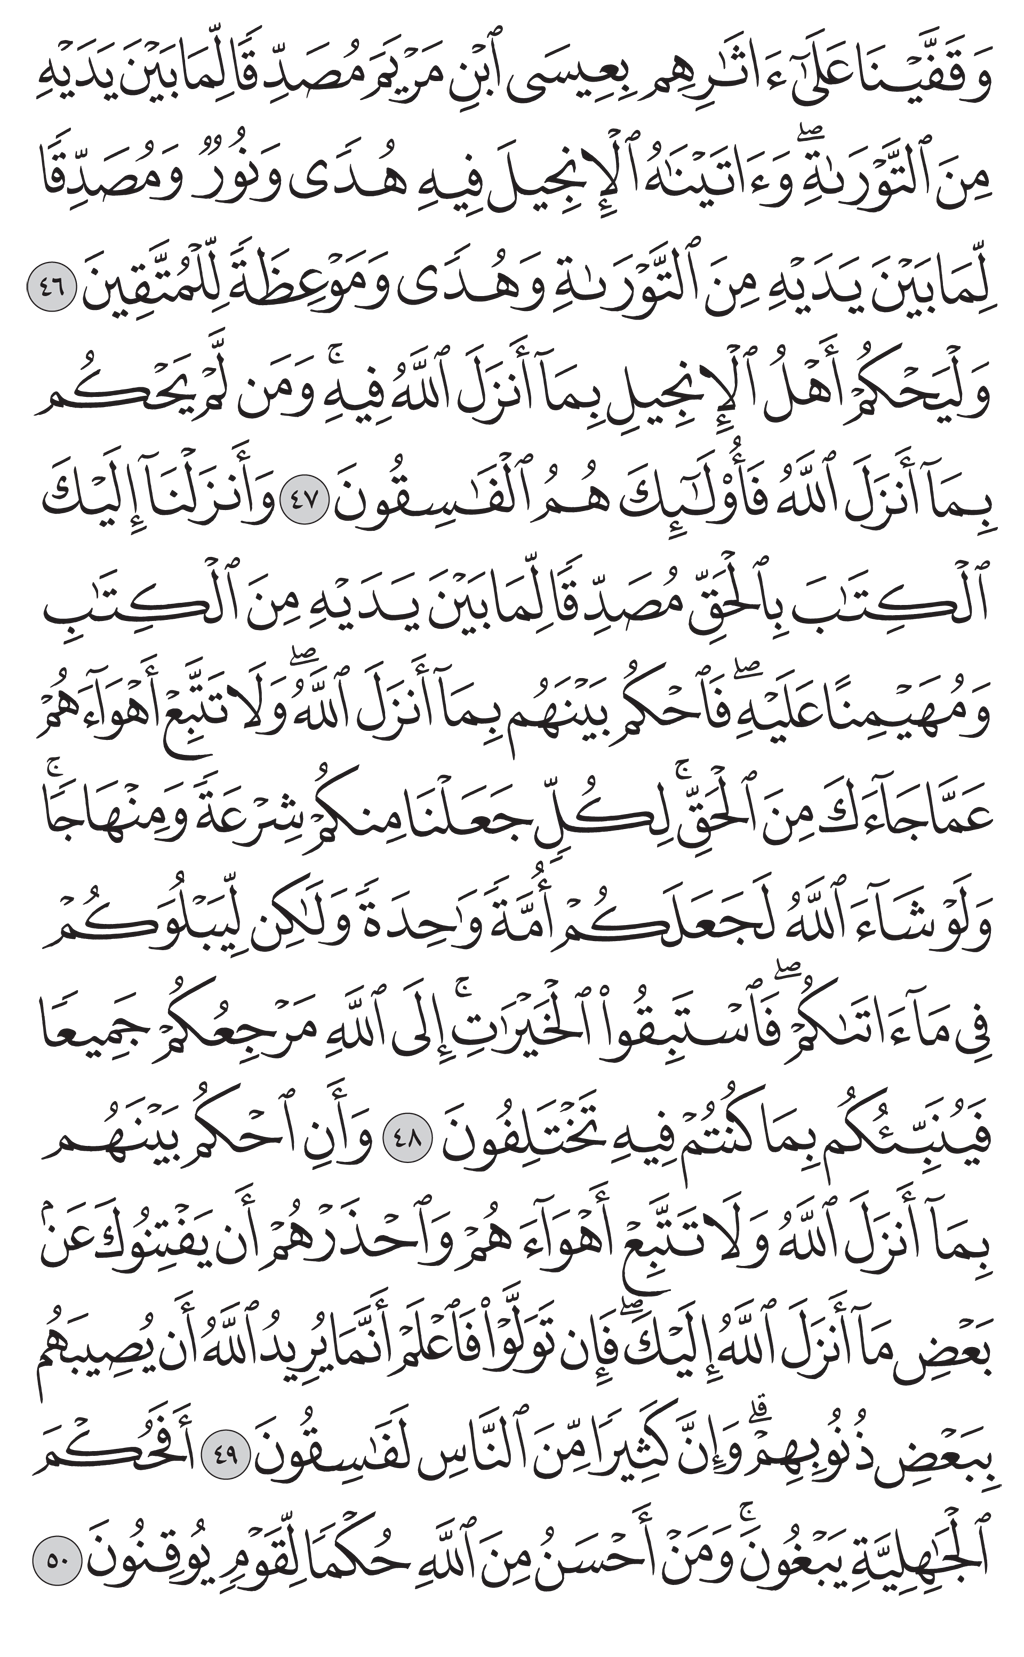 وَقَفَّيْنَا عَلَىٰٓ ءَاثَٰرِهِم بِعِيسَى ٱبْنِ مَرْيَمَ مُصَدِّقًا لِّمَا بَيْنَ يَدَيْهِ
مِنَ ٱلتَّوْرَىٰةِۖ وَءَاتَيْنَٰهُ ٱلْإِنجِيلَ فِيهِ هُدًى وَنُورٌ وَمُصَدِّقًا
لِّمَا بَيْنَ يَدَيْهِ مِنَ ٱلتَّوْرَىٰةِ وَهُدًى وَمَوْعِظَةً لِّلْمُتَّقِينَ ٤٦
وَلْيَحْكُمْ أَهْلُ ٱلْإِنجِيلِ بِمَآ أَنزَلَ ٱللَّهُ فِيهِۚ وَمَن لَّمْ يَحْكُم
بِمَآ أَنزَلَ ٱللَّهُ فَأُو۟لَٰٓئِكَ هُمُ ٱلْفَٰسِقُونَ ٤٧ وَأَنزَلْنَآ إِلَيْكَ
ٱلْكِتَٰبَ بِٱلْحَقِّ مُصَدِّقًا لِّمَا بَيْنَ يَدَيْهِ مِنَ ٱلْكِتَٰبِ
وَمُهَيْمِنًا عَلَيْهِۖ فَٱحْكُم بَيْنَهُم بِمَآ أَنزَلَ ٱللَّهُۖ وَلَا تَتَّبِعْ أَهْوَآءَهُمْ
عَمَّا جَآءَكَ مِنَ ٱلْحَقِّۚ لِكُلٍّ جَعَلْنَا مِنكُمْ شِرْعَةً وَمِنْهَاجًاۚ
وَلَوْ شَآءَ ٱللَّهُ لَجَعَلَكُمْ أُمَّةً وَٰحِدَةً وَلَٰكِن لِّيَبْلُوَكُمْ
فِى مَآ ءَاتَىٰكُمْۖ فَٱسْتَبِقُوا۟ ٱلْخَيْرَٰتِۚ إِلَى ٱللَّهِ مَرْجِعُكُمْ جَمِيعًا
فَيُنَبِّئُكُم بِمَا كُنتُمْ فِيهِ تَخْتَلِفُونَ ٤٨ وَأَنِ ٱحْكُم بَيْنَهُم
بِمَآ أَنزَلَ ٱللَّهُ وَلَا تَتَّبِعْ أَهْوَآءَهُمْ وَٱحْذَرْهُمْ أَن يَفْتِنُوكَ عَنۢ
بَعْضِ مَآ أَنزَلَ ٱللَّهُ إِلَيْكَۖ فَإِن تَوَلَّوْا۟ فَٱعْلَمْ أَنَّمَا يُرِيدُ ٱللَّهُ أَن يُصِيبَهُم
بِبَعْضِ ذُنُوبِهِمْۗ وَإِنَّ كَثِيرًا مِّنَ ٱلنَّاسِ لَفَٰسِقُونَ ٤٩ أَفَحُكْمَ
ٱلْجَٰهِلِيَّةِ يَبْغُونَۚ وَمَنْ أَحْسَنُ مِنَ ٱللَّهِ حُكْمًا لِّقَوْمٍ يُوقِنُونَ ٥٠